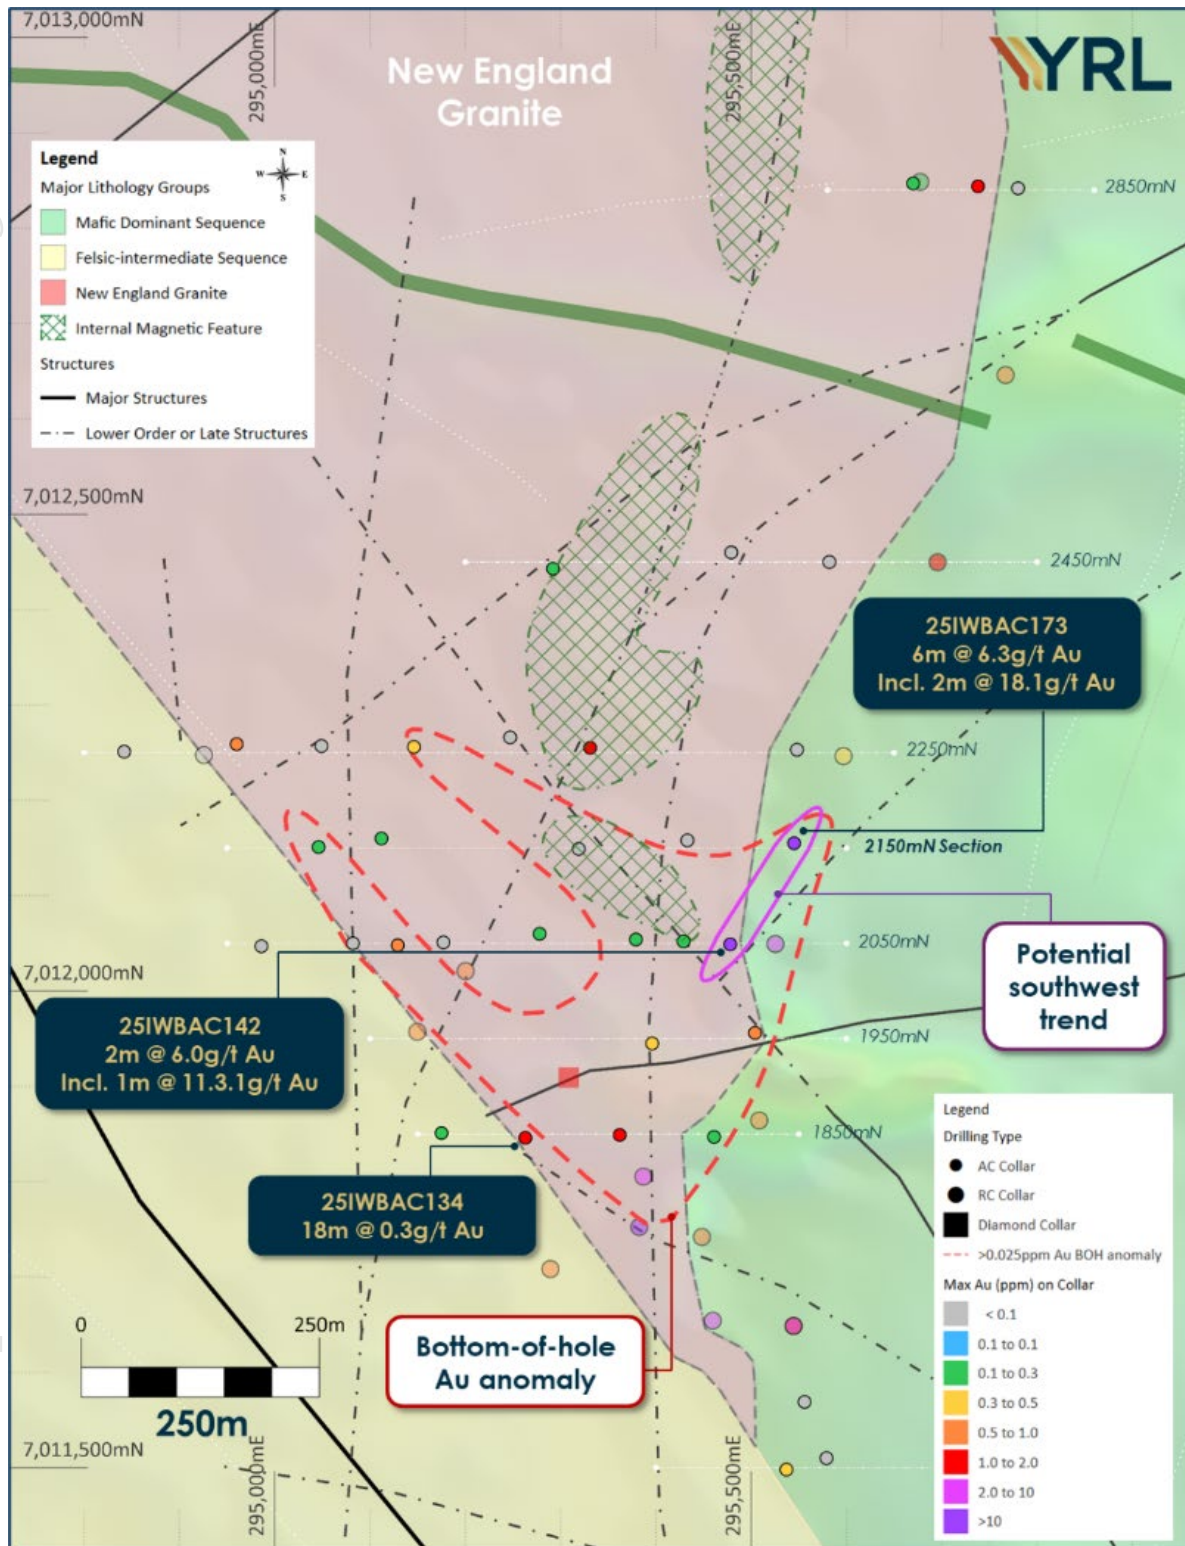 7,013,000mN
295,000mE
295,500mE
YRL
New England
Granite
Legend
N
W E
S
Major Lithology Groups
Mafic Dominant Sequence
Felsic-intermediate Sequence
New England Granite
Internal Magnetic Feature
Structures
Major Structures
Lower Order or Late Structures
2850mN
7,012,500mN
2450mN
25IWBAC173
6m @ 6.3g/t Au
Incl. 2m @ 18.1g/t Au
2250mN
2150mN Section
2050mN
Potential
southwest
trend
7,012,000mN
25IWBAC142
2m @ 6.0g/t Au
Incl. 1m @ 11.3.1g/t Au
1950mN
1850mN
25IWBAC134
18m @ 0.3g/t Au
Bottom-of-hole
Au anomaly
0 250m
250m
7,011,500mN
295,000mE
295,500mE
Legend
Drilling Type
AC Collar
RC Collar
Diamond Collar
>0.025ppm Au BOH anomaly
Max Au (ppm) on Collar
< 0.1
0.1 to 0.1
0.1 to 0.3
0.3 to 0.5
0.5 to 1.0
1.0 to 2.0
2.0 to 10
>10